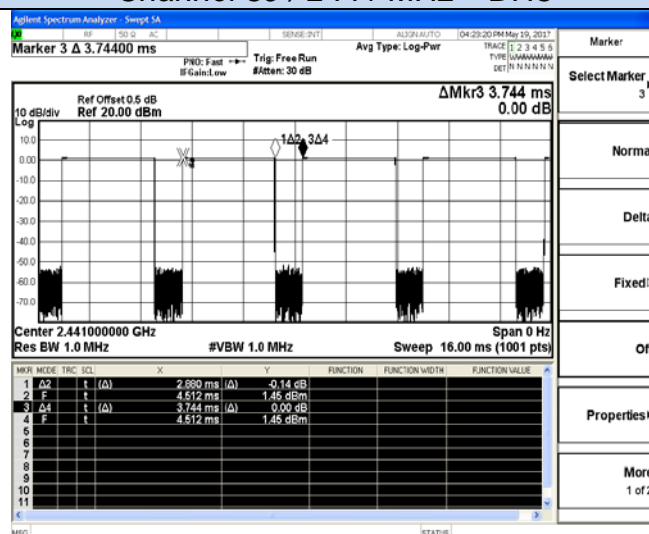 Agilent Spectrum Analyzer - Swept SA
RF 50 Ω AC SENSE:INT ALIGN AUTO 04:23:20 PM May 19, 2017
Marker 3 Δ 3.74400 ms
PNO: Fast
IFGain:Low
Trig: Free Run
#Atten: 30 dB
Avg Type: Log-Pwr
TRACE 1 2 3 4 5 6
TYPE
DET N N N N N N
Ref Offset 0.5 dB
Ref 20.00 dBm
10 dB/div
Log
ΔMkr3 3.744 ms
0.00 dB
10.0
0.00
-10.0
-20.0
-30.0
-40.0
-50.0
-60.0
-70.0
1Δ2 3Δ4
Center 2.441000000 GHz
Res BW 1.0 MHz
#VBW 1.0 MHz
Span 0 Hz
Sweep 16.00 ms (1001 pts)
MKR MODE TRC SCL X Y FUNCTION FUNCTION WIDTH FUNCTION VALUE
1 Δ2 t (Δ) 2.880 ms (Δ) -0.14 dB
2 F t 4.512 ms 1.45 dBm
3 Δ4 t (Δ) 3.744 ms (Δ) 0.00 dB
4 F t 4.512 ms 1.45 dBm
5
6
7
8
9
10
11
MSG STATUS
Marker
Select Marker
3
Norma
Delta
Fixed
Of
Properties
More
1 of 2